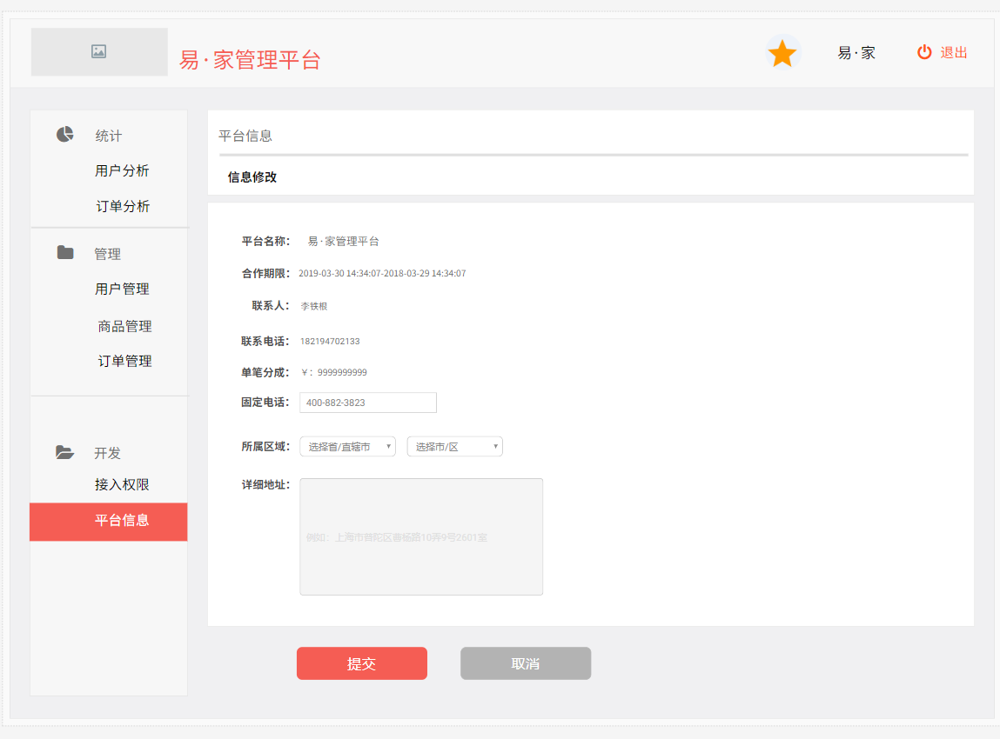 易·家管理平台
易·家
退出
统计
用户分析
订单分析
管理
用户管理
商品管理
订单管理
开发
接入权限
平台信息
平台信息
信息修改
平台名称： 易·家管理平台
合作期限： 2019-03-30 14:34:07-2018-03-29 14:34:07
联系人： 李铁根
联系电话： 182194702133
单笔分成： ￥：9999999999
固定电话： 400-882-3823
所属区域： 选择省/直辖市 选择市/区
详细地址：
例如：上海市普陀区曹杨路10弄9号2601室
提交
取消